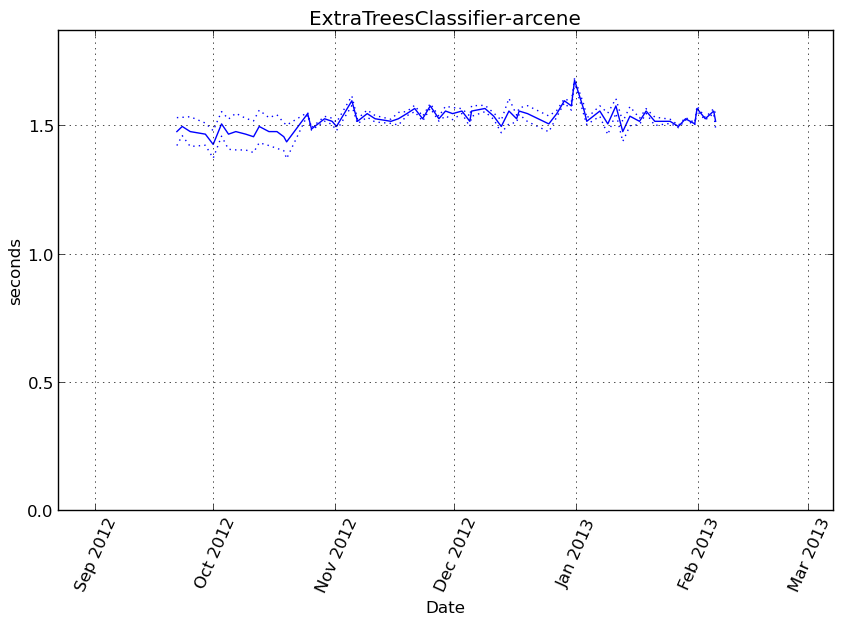 ExtraTreesClassifier-arcene
1.5
1.0
0.5
0.0
seconds
Sep 2012
Oct 2012
Nov 2012
Dec 2012
Jan 2013
Feb 2013
Mar 2013
Date